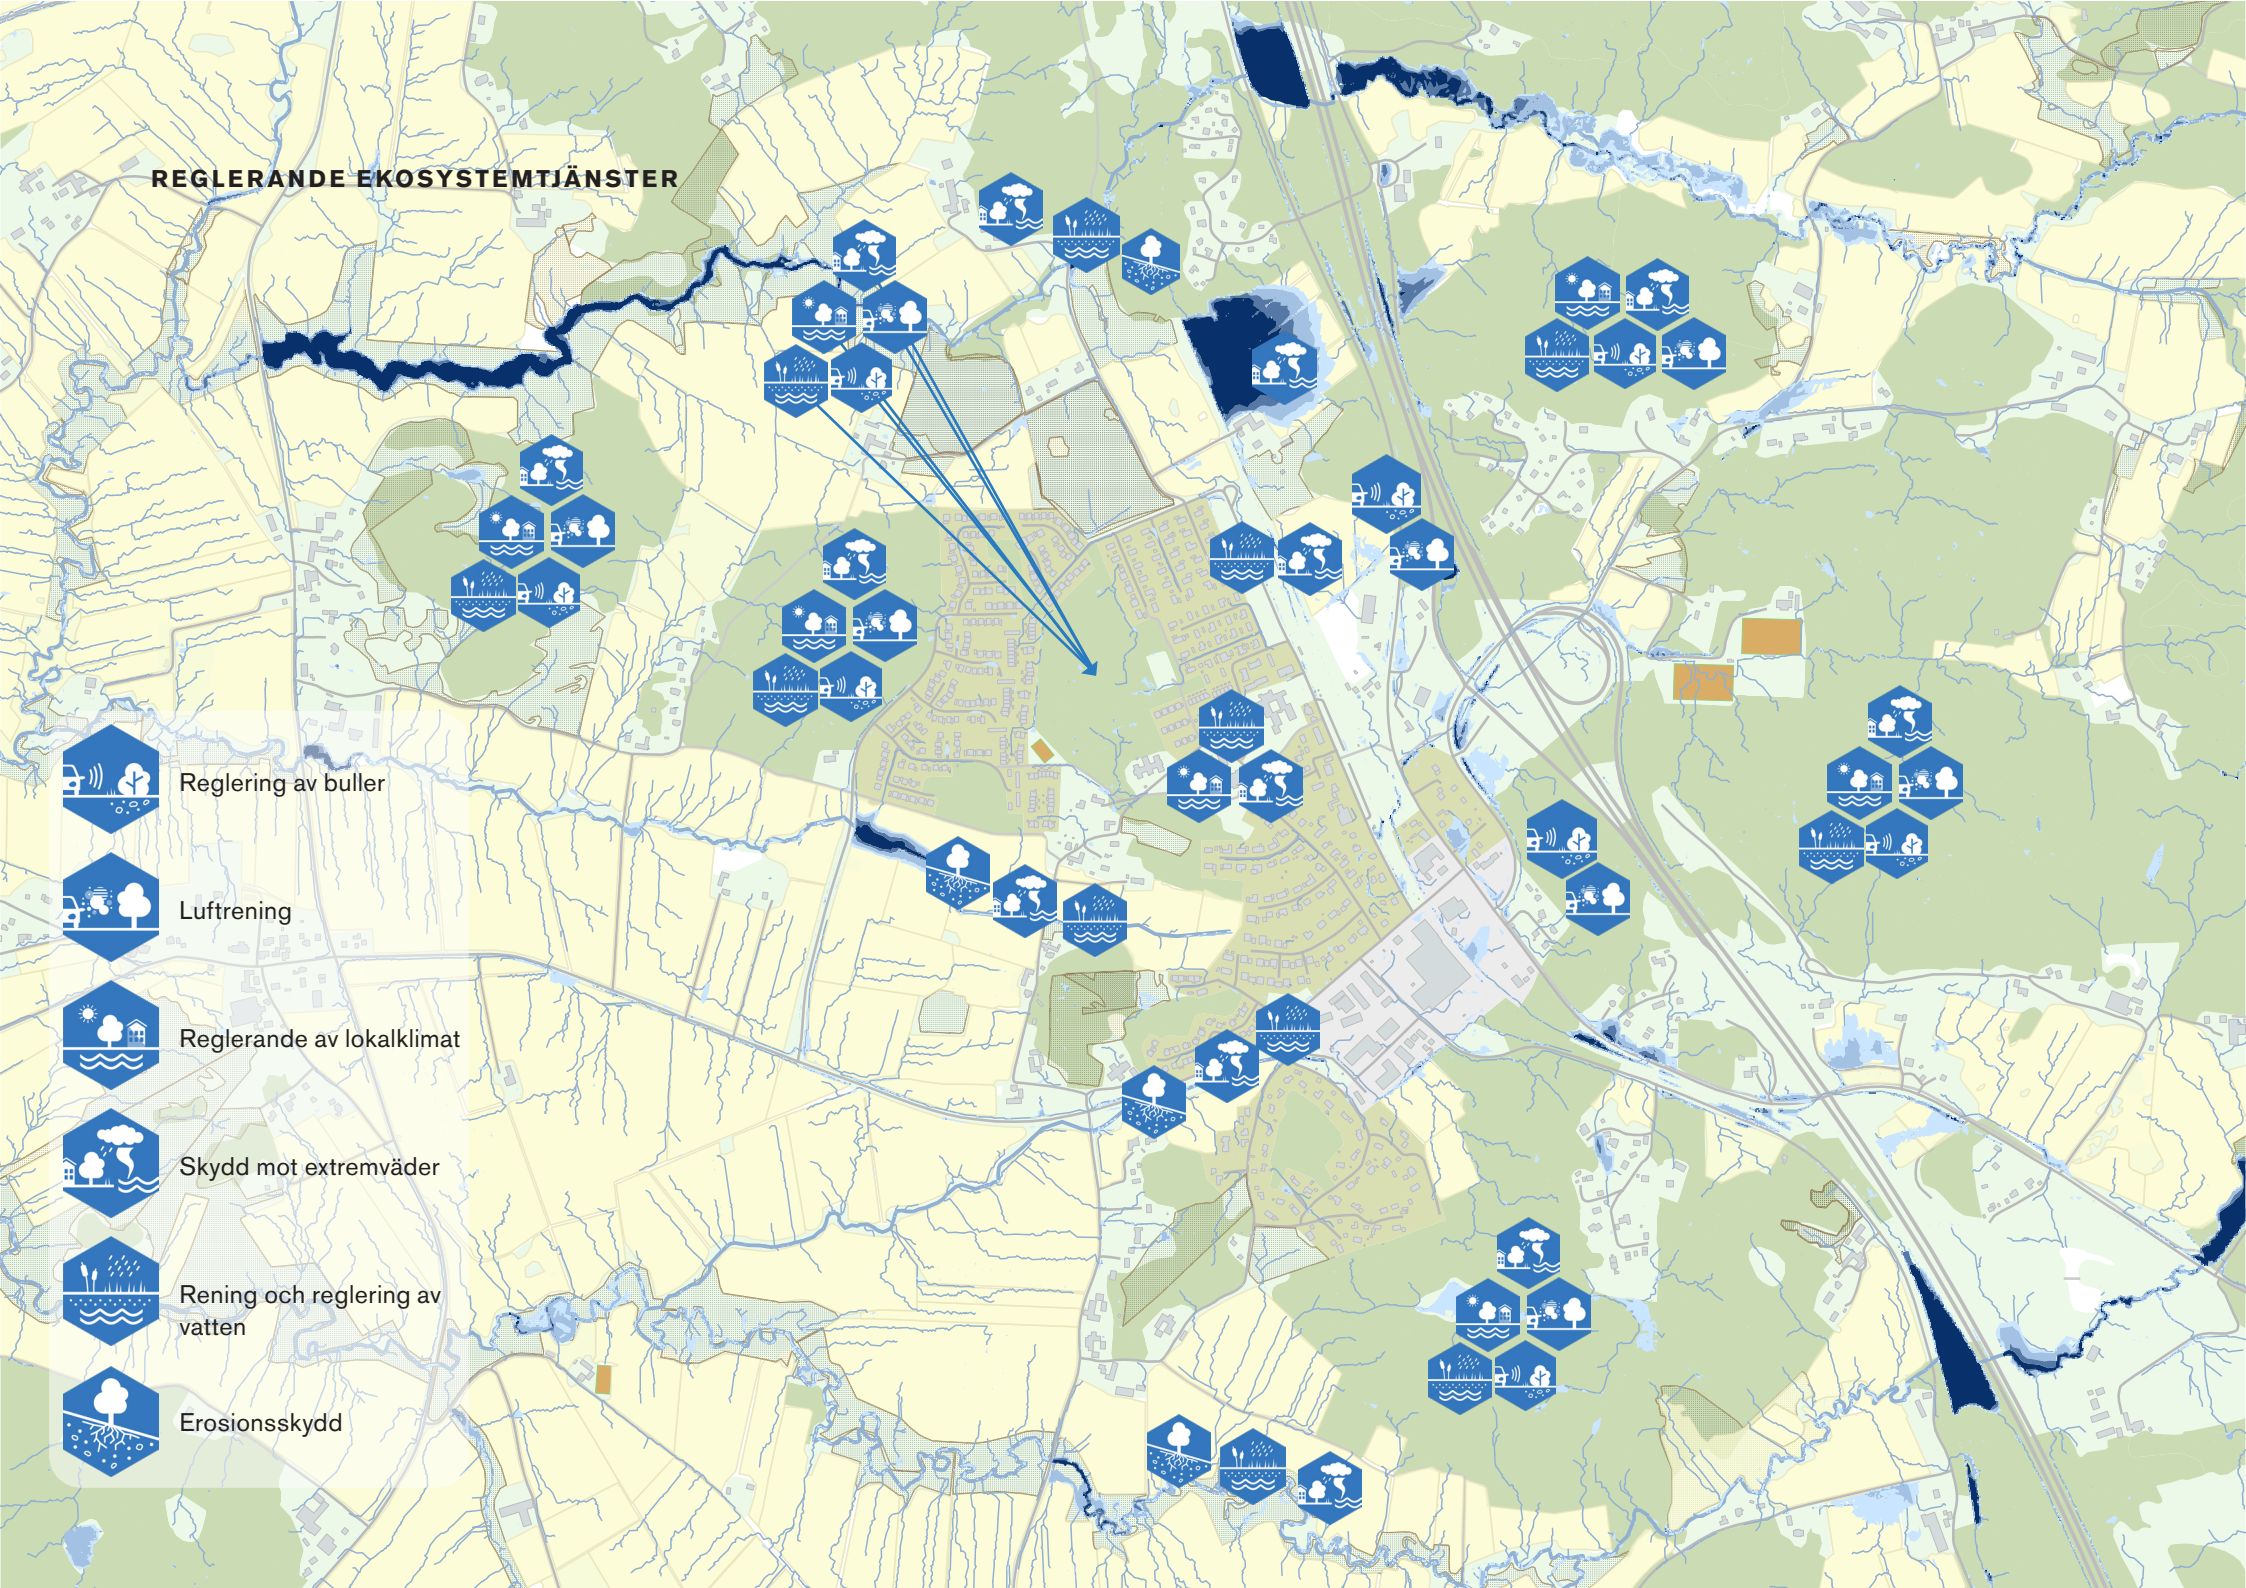 REGLERANDE EKOSYSTEMTJÄNSTER
Reglering av buller
Luftrening
Reglerande av lokalklimat
Skydd mot extremväder
Rening och reglering av
vatten
Erosionsskydd